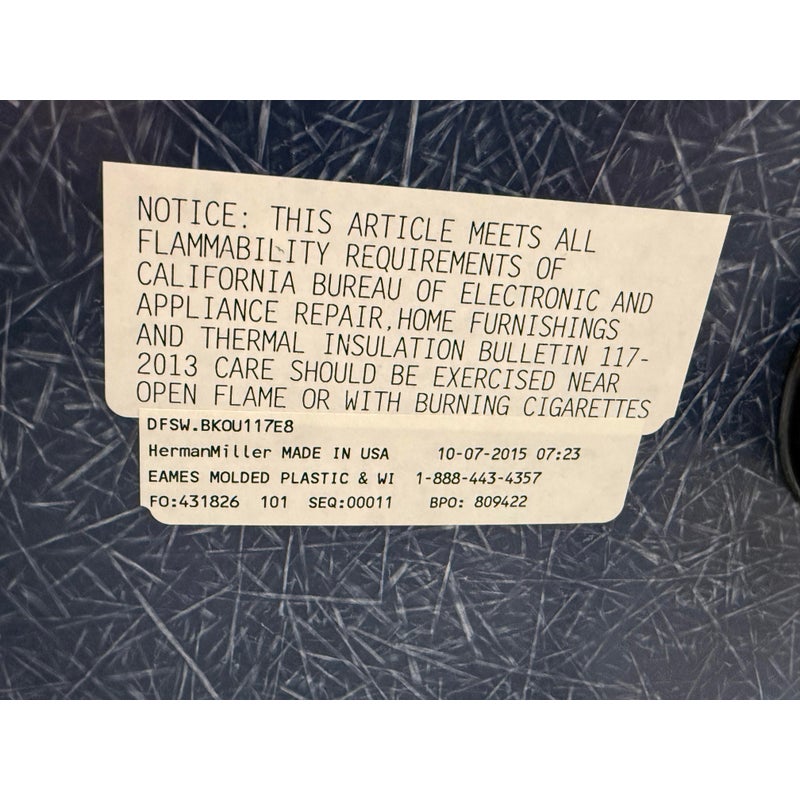 NOTICE: THIS ARTICLE MEETS ALL
FLAMMABILITY REQUIREMENTS OF
CALIFORNIA BUREAU OF ELECTRONIC AND
APPLIANCE REPAIR,HOME FURNISHINGS
AND THERMAL INSULATION BULLETIN 117-
2013 CARE SHOULD BE EXERCISED NEAR
OPEN FLAME OR WITH BURNING CIGARETTES
DFSW.BKOU117E8
HermanMiller MADE IN USA 10-07-2015 07:23
EAMES MOLDED PLASTIC & WI 1-888-443-4357
FO:431826 101 SEQ:00011 BPO: 809422